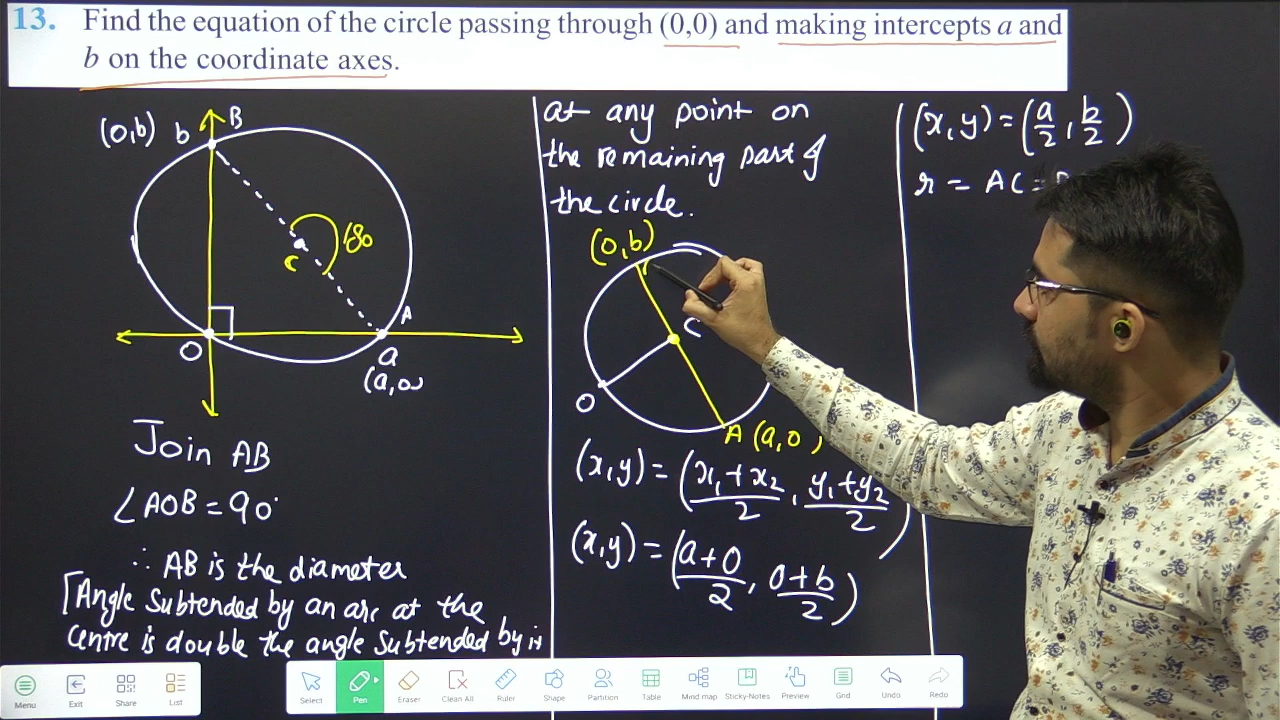 13. Find the equation of the circle passing through (0,0) and making intercepts a and
b on the coordinate axes.
(0,b) b B
C 180
O
A
a
(a,0)
Join AB
∠AOB = 90°
∴ AB is the diameter
[Angle Subtended by an arc at the
Centre is double the angle Subtended by it
at any point on
the remaining part of
the circle.
(0,b)
C
O
A (a,0)
(x,y) = (x₁+x₂/2, y₁+y₂/2)
(x,y) = (a+0/2, 0+b/2)
(x,y) = (a/2, b/2)
r = AC =
Menu Exit Share List
Select Pen Eraser Clean All Ruler Shape Partition Table Mind map Sticky-Notes Preview Grid Undo Redo